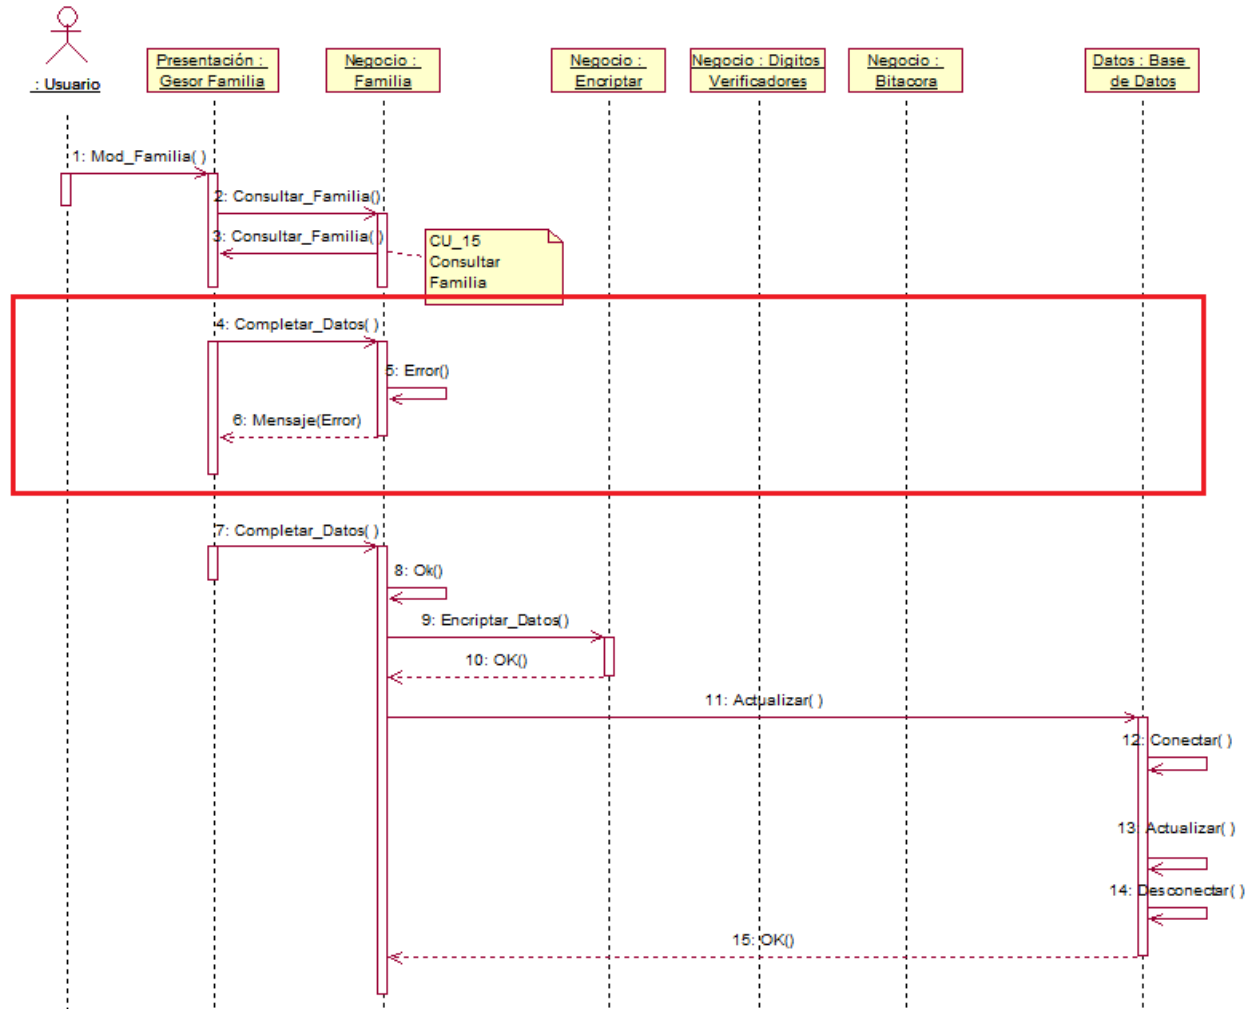 : Usuario
Presentación :
Gesor Familia
Negocio :
Familia
Negocio :
Encriptar
Negocio : Digitos
Verificadores
Negocio :
Bitacora
Datos : Base
de Datos
1: Mod_Familia( )
2: Consultar_Familia()
3: Consultar_Familia( )
CU_15
Consultar
Familia
4: Completar_Datos( )
5: Error()
6: Mensaje(Error)
7: Completar_Datos( )
8: Ok()
9: Encriptar_Datos()
10: OK()
11: Actualizar( )
12: Conectar( )
13: Actualizar( )
14: Desconectar( )
15: OK()